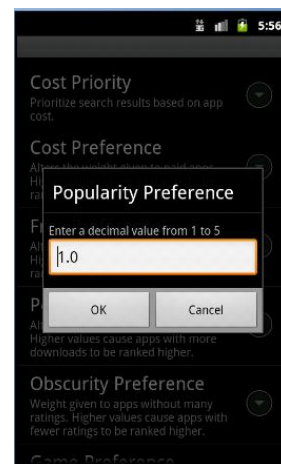 3G
5:56
Cost Priority
Prioritize search results based on app
cost.
Cost Preference
Popularity Preference
Enter a decimal value from 1 to 5
1.0
OK
Cancel
Higher values cause apps with more
downloads to be ranked higher.
Obscurity Preference
Weight given to apps without many
ratings. Higher values cause apps with
fewer ratings to be ranked higher.
Game Preference